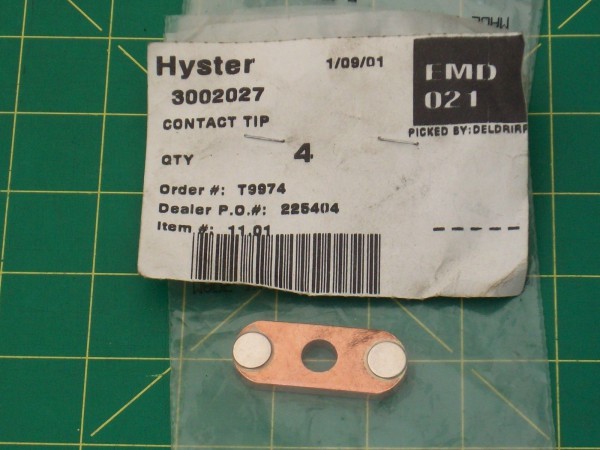 Hyster
1/09/01
EMD
021
3002027
CONTACT TIP
PICKED BY:DELDRIRF
QTY
4
Order #: T9974
Dealer P.O.#: 225404
Item #: 11.01